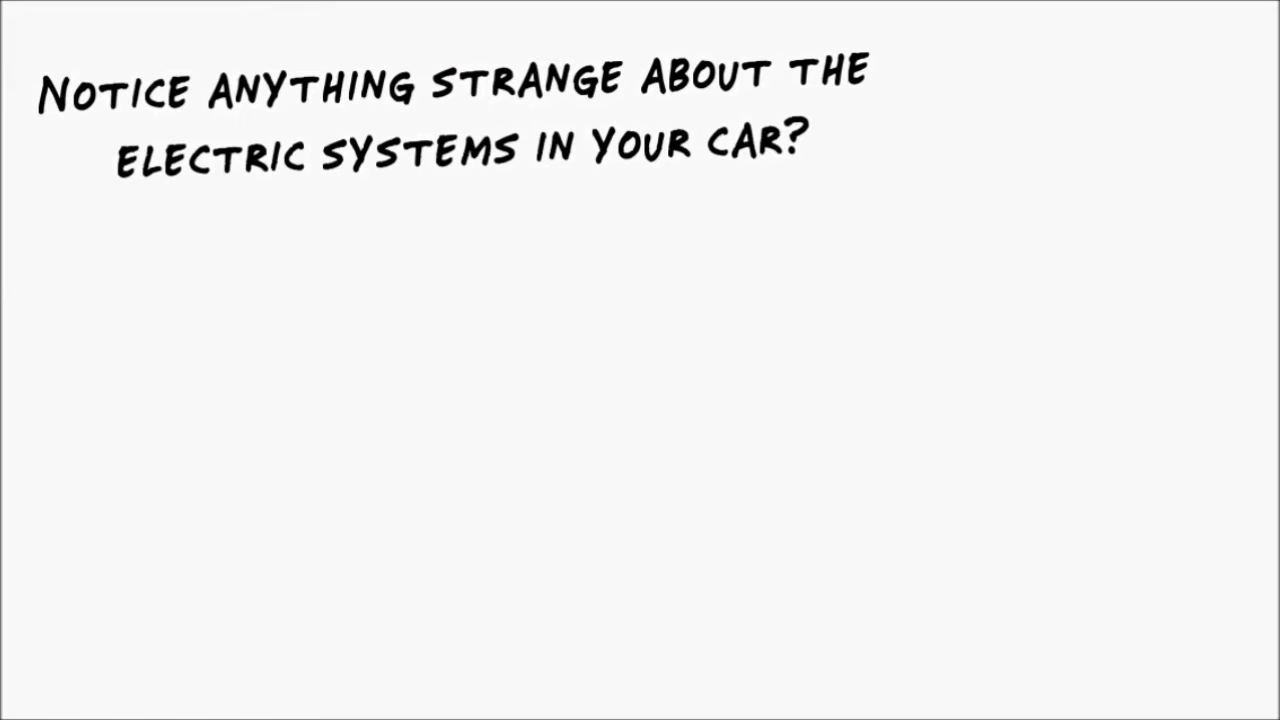 NOTICE ANYTHING STRANGE ABOUT THE
ELECTRIC SYSTEMS IN YOUR CAR?